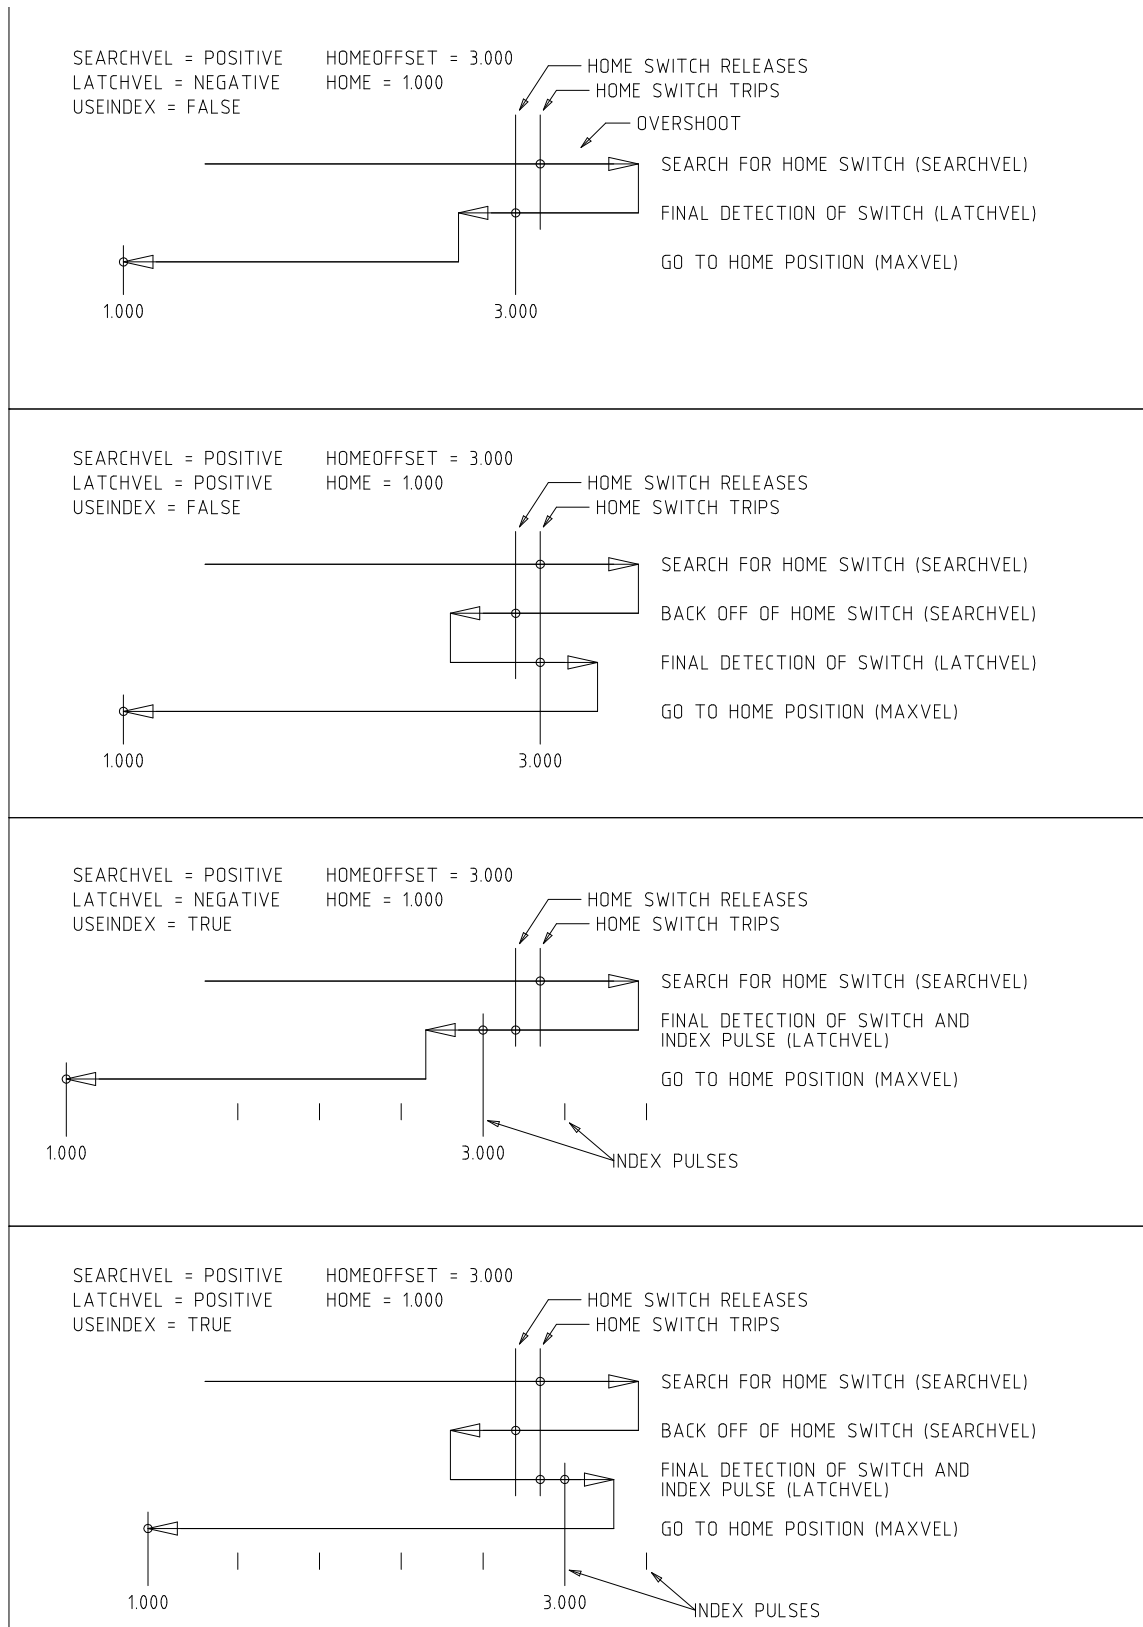 SEARCHVEL = POSITIVE HOMEOFFSET = 3.000
LATCHVEL = NEGATIVE HOME = 1.000
USEINDEX = FALSE
HOME SWITCH RELEASES
HOME SWITCH TRIPS
OVERSHOOT
SEARCH FOR HOME SWITCH (SEARCHVEL)
FINAL DETECTION OF SWITCH (LATCHVEL)
GO TO HOME POSITION (MAXVEL)
1.000 3.000
SEARCHVEL = POSITIVE HOMEOFFSET = 3.000
LATCHVEL = POSITIVE HOME = 1.000
USEINDEX = FALSE
HOME SWITCH RELEASES
HOME SWITCH TRIPS
SEARCH FOR HOME SWITCH (SEARCHVEL)
BACK OFF OF HOME SWITCH (SEARCHVEL)
FINAL DETECTION OF SWITCH (LATCHVEL)
GO TO HOME POSITION (MAXVEL)
1.000 3.000
SEARCHVEL = POSITIVE HOMEOFFSET = 3.000
LATCHVEL = NEGATIVE HOME = 1.000
USEINDEX = TRUE
HOME SWITCH RELEASES
HOME SWITCH TRIPS
SEARCH FOR HOME SWITCH (SEARCHVEL)
FINAL DETECTION OF SWITCH AND
INDEX PULSE (LATCHVEL)
GO TO HOME POSITION (MAXVEL)
1.000 3.000
INDEX PULSES
SEARCHVEL = POSITIVE HOMEOFFSET = 3.000
LATCHVEL = POSITIVE HOME = 1.000
USEINDEX = TRUE
HOME SWITCH RELEASES
HOME SWITCH TRIPS
SEARCH FOR HOME SWITCH (SEARCHVEL)
BACK OFF OF HOME SWITCH (SEARCHVEL)
FINAL DETECTION OF SWITCH AND
INDEX PULSE (LATCHVEL)
GO TO HOME POSITION (MAXVEL)
1.000 3.000
INDEX PULSES